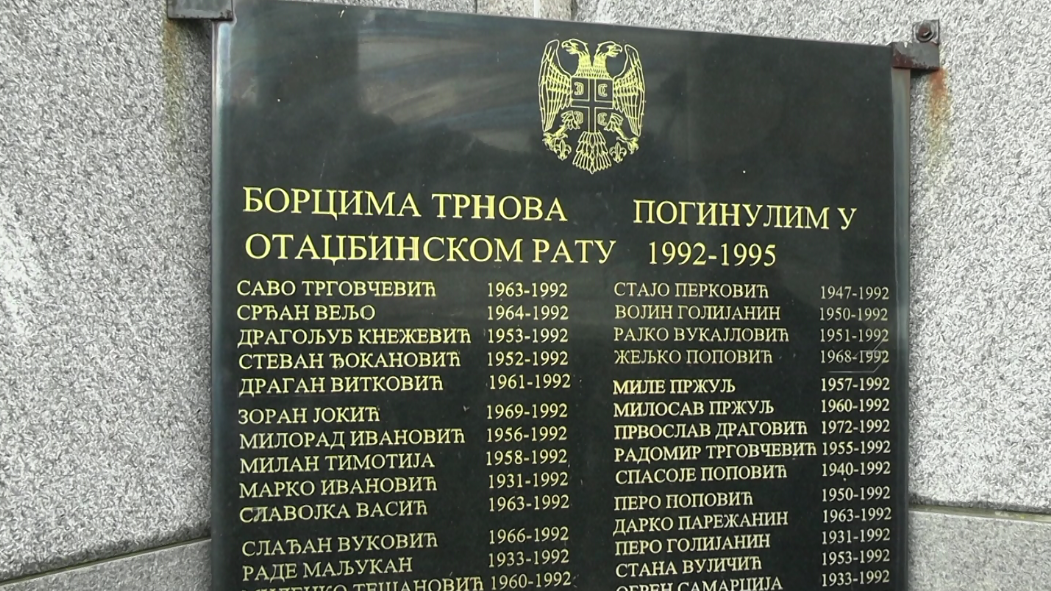 БОРЦИМА ТРНОВА ПОГИНУЛИМ У
ОТАЏБИНСКОМ РАТУ 1992-1995
САВО ТРГОВЧЕВИЋ 1963-1992
СРЂАН ВЕЉО 1964-1992
ДРАГОЉУБ КНЕЖЕВИЋ 1953-1992
СТЕВАН ЂОКАНОВИЋ 1952-1992
ДРАГАН ВИТКОВИЋ 1961-1992
ЗОРАН ЈОКИЋ 1969-1992
МИЛОРАД ИВАНОВИЋ 1956-1992
МИЛАН ТИМОТИЈА 1958-1992
МАРКО ИВАНОВИЋ 1931-1992
СЛАВОЈКА ВАСИЋ 1963-1992
СЛАЂАН ВУКОВИЋ 1966-1992
РАДЕ МАЉУКАН 1933-1992
МИЛЕНКО ТЕШАНОВИЋ 1960-1992
СТАЈО ПЕРКОВИЋ 1947-1992
ВОЈИН ГОЛИЈАНИН 1950-1992
РАЈКО ВУКАЈЛОВИЋ 1951-1992
ЖЕЉКО ПОПОВИЋ 1968-1992
МИЛЕ ПРЖУЉ 1957-1992
МИЛОСАВ ПРЖУЉ 1960-1992
ПРВОСЛАВ ДРАГОВИЋ 1972-1992
РАДОМИР ТРГОВЧЕВИЋ 1955-1992
СПАСОЈЕ ПОПОВИЋ 1940-1992
ПЕРО ПОПОВИЋ 1950-1992
ДАРКО ПАРЕЖАНИН 1963-1992
ПЕРО ГОЛИЈАНИН 1931-1992
СТАНА ВУЛИЧИЋ 1953-1992
ОГРЕН САМАРЏИЈА 1933-1992